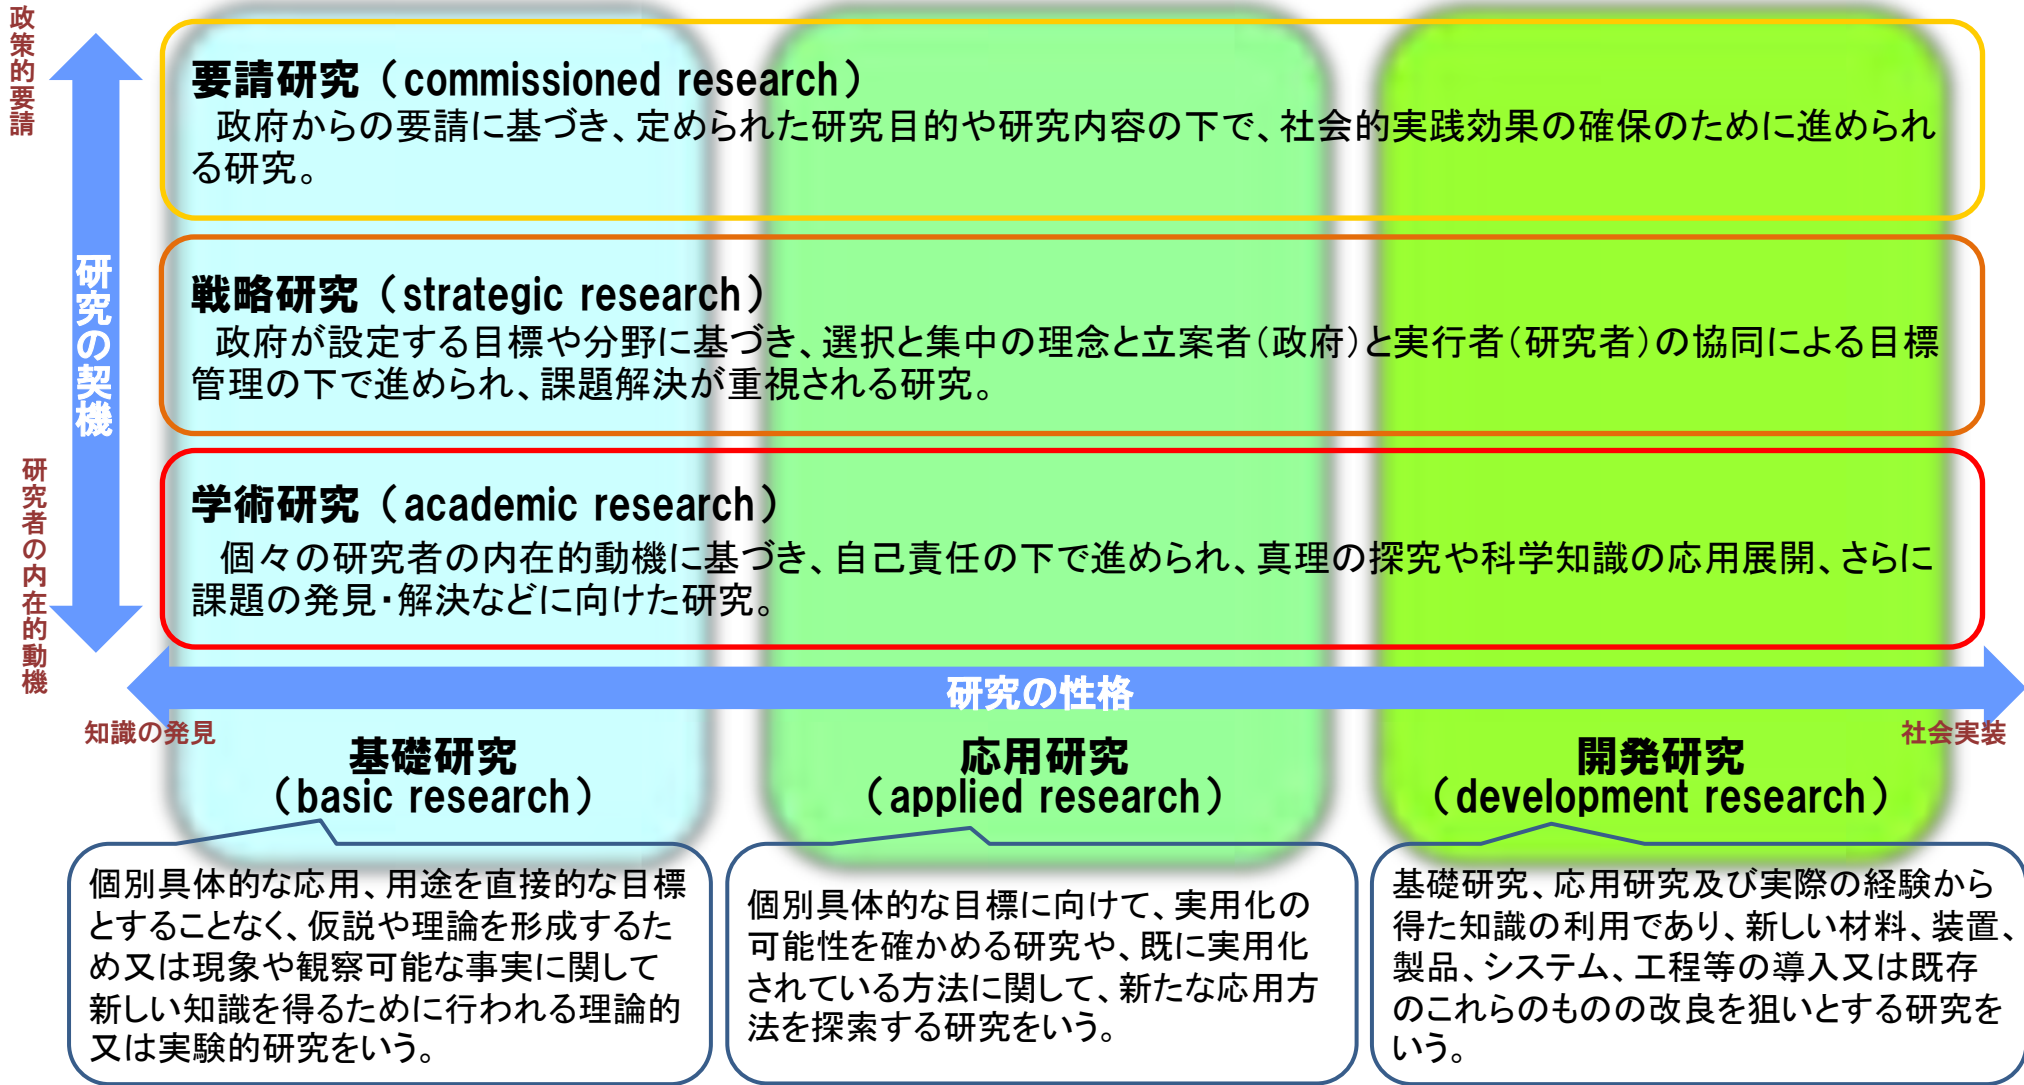 政策的要請
要請研究（commissioned research）
政府からの要請に基づき、定められた研究目的や研究内容の下で、社会的実践効果の確保のために進められ
る研究。
研究の契機
戦略研究（strategic research）
政府が設定する目標や分野に基づき、選択と集中の理念と立案者（政府）と実行者（研究者）の協同による目標
管理の下で進められ、課題解決が重視される研究。
研究者の内在的動機
学術研究（academic research）
個々の研究者の内在的動機に基づき、自己責任の下で進められ、真理の探究や科学知識の応用展開、さらに
課題の発見・解決などに向けた研究。
研究の性格
知識の発見
社会実装
基礎研究
（basic research）
応用研究
（applied research）
開発研究
（development research）
個別具体的な応用、用途を直接的な目標
とすることなく、仮説や理論を形成するた
め又は現象や観察可能な事実に関して
新しい知識を得るために行われる理論的
又は実験的研究をいう。
個別具体的な目標に向けて、実用化の
可能性を確かめる研究や、既に実用化
されている方法に関して、新たな応用方
法を探索する研究をいう。
基礎研究、応用研究及び実際の経験から
得た知識の利用であり、新しい材料、装置、
製品、システム、工程等の導入又は既存
のこれらのものの改良を狙いとする研究を
いう。